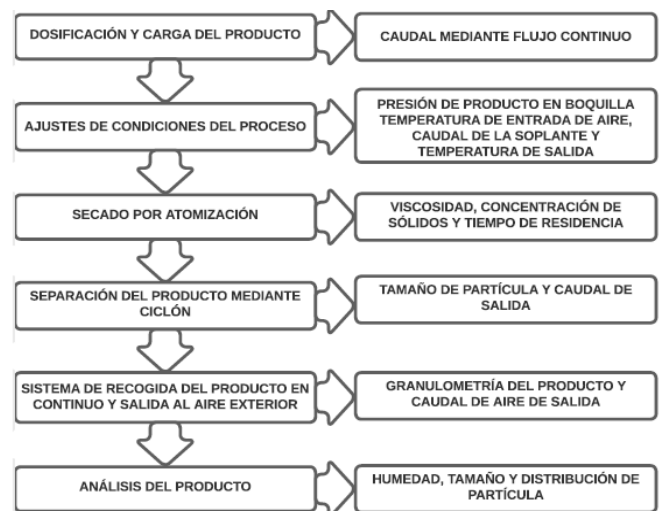 DOSIFICACIÓN Y CARGA DEL PRODUCTO
CAUDAL MEDIANTE FLUJO CONTINUO
AJUSTES DE CONDICIONES DEL PROCESO
PRESIÓN DE PRODUCTO EN BOQUILLA
TEMPERATURA DE ENTRADA DE AIRE,
CAUDAL DE LA SOPLANTE Y
TEMPERATURA DE SALIDA
SECADO POR ATOMIZACIÓN
VISCOSIDAD, CONCENTRACIÓN DE
SÓLIDOS Y TIEMPO DE RESIDENCIA
SEPARACIÓN DEL PRODUCTO MEDIANTE
CICLÓN
TAMAÑO DE PARTÍCULA Y CAUDAL DE
SALIDA
SISTEMA DE RECOGIDA DEL PRODUCTO EN
CONTINUO Y SALIDA AL AIRE EXTERIOR
GRANULOMETRÍA DEL PRODUCTO Y
CAUDAL DE AIRE DE SALIDA
ANÁLISIS DEL PRODUCTO
HUMEDAD, TAMAÑO Y DISTRIBUCIÓN DE
PARTÍCULA